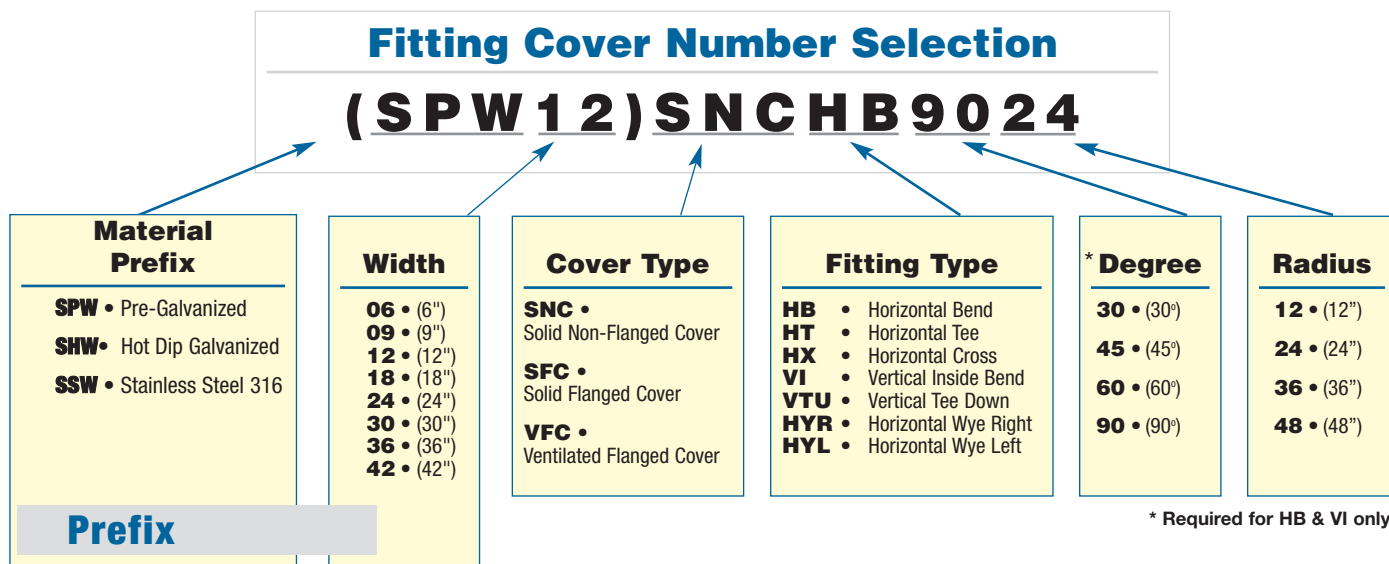 Fitting Cover Number Selection
(SPW12)SNCHB9024
Material
Prefix
SPW • Pre-Galvanized
SHW• Hot Dip Galvanized
SSW • Stainless Steel 316
Prefix
Width
06 • (6")
09 • (9")
12 • (12")
18 • (18")
24 • (24")
30 • (30")
36 • (36")
42 • (42")
Cover Type
SNC •
Solid Non-Flanged Cover
SFC •
Solid Flanged Cover
VFC •
Ventilated Flanged Cover
Fitting Type
HB • Horizontal Bend
HT • Horizontal Tee
HX • Horizontal Cross
VI • Vertical Inside Bend
VTU • Vertical Tee Down
HYR • Horizontal Wye Right
HYL • Horizontal Wye Left
*Degree
30 • (30º)
45 • (45º)
60 • (60º)
90 • (90º)
Radius
12 • (12”)
24 • (24”)
36 • (36”)
48 • (48”)
* Required for HB & VI only